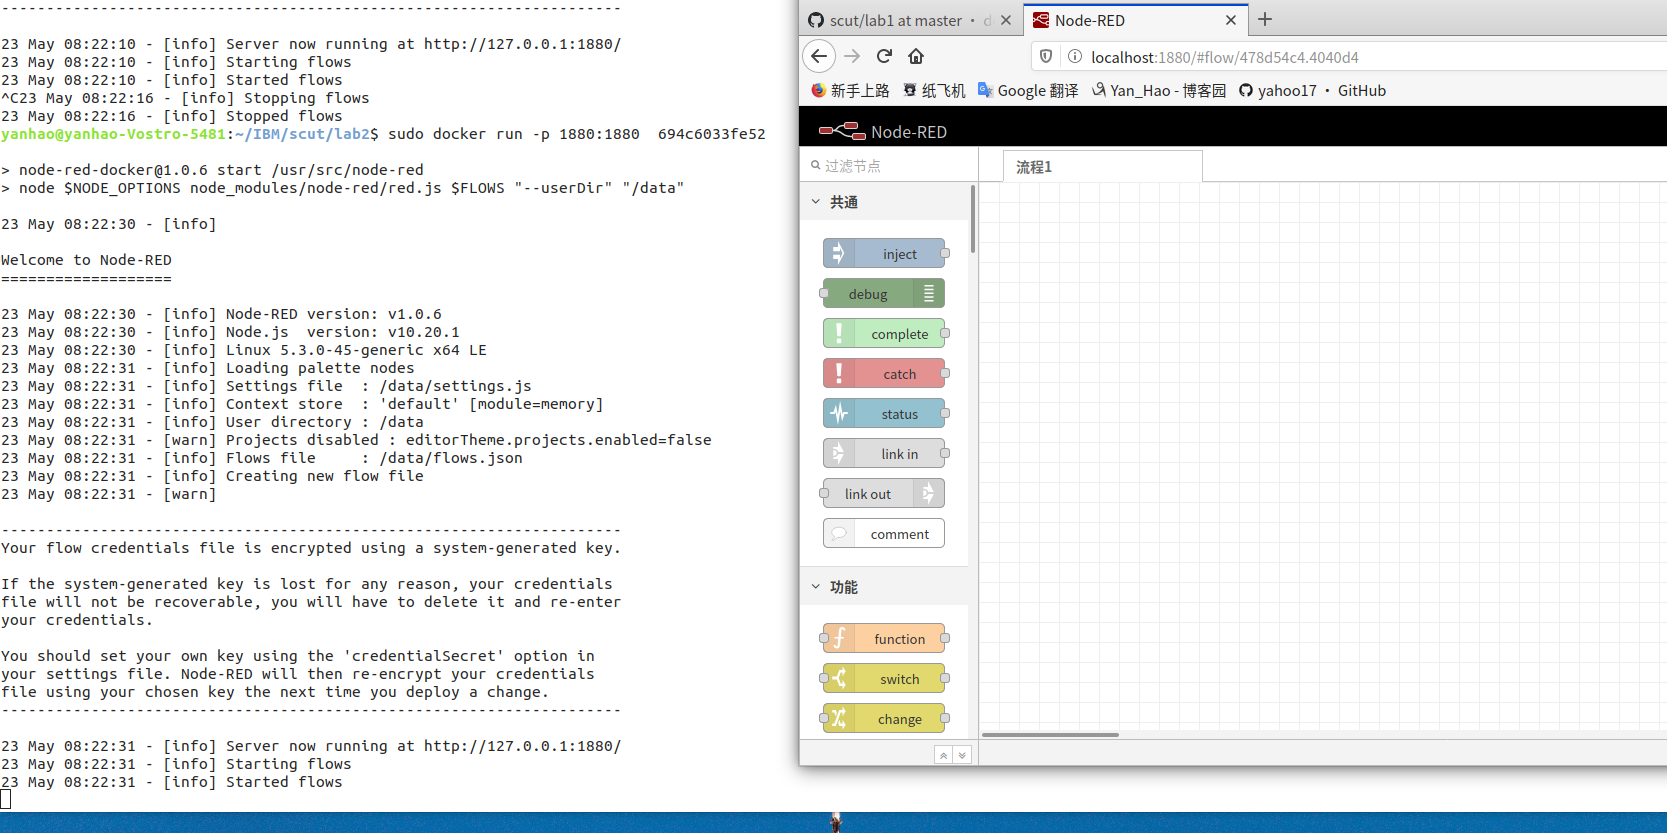 ---------------------------------------------------------------------
23 May 08:22:10 - [info] Server now running at http://127.0.0.1:1880/
23 May 08:22:10 - [info] Starting flows
23 May 08:22:10 - [info] Started flows
^C23 May 08:22:16 - [info] Stopping flows
23 May 08:22:16 - [info] Stopped flows
yanhao@yanhao-Vostro-5481:~/IBM/scut/lab2$ sudo docker run -p 1880:1880  694c6033fe52
> node-red-docker@1.0.6 start /usr/src/node-red
> node $NODE_OPTIONS node_modules/node-red/red.js $FLOWS "--userDir" "/data"
23 May 08:22:30 - [info]
Welcome to Node-RED
===================
23 May 08:22:30 - [info] Node-RED version: v1.0.6
23 May 08:22:30 - [info] Node.js  version: v10.20.1
23 May 08:22:30 - [info] Linux 5.3.0-45-generic x64 LE
23 May 08:22:31 - [info] Loading palette nodes
23 May 08:22:31 - [info] Settings file  : /data/settings.js
23 May 08:22:31 - [info] Context store  : 'default' [module=memory]
23 May 08:22:31 - [info] User directory : /data
23 May 08:22:31 - [warn] Projects disabled : editorTheme.projects.enabled=false
23 May 08:22:31 - [info] Flows file     : /data/flows.json
23 May 08:22:31 - [info] Creating new flow file
23 May 08:22:31 - [warn]
---------------------------------------------------------------------
Your flow credentials file is encrypted using a system-generated key.
If the system-generated key is lost for any reason, your credentials
file will not be recoverable, you will have to delete it and re-enter
your credentials.
You should set your own key using the 'credentialSecret' option in
your settings file. Node-RED will then re-encrypt your credentials
file using your chosen key the next time you deploy a change.
---------------------------------------------------------------------
23 May 08:22:31 - [info] Server now running at http://127.0.0.1:1880/
23 May 08:22:31 - [info] Starting flows
23 May 08:22:31 - [info] Started flows
scut/lab1 at master · d
Node-RED
localhost:1880/#flow/478d54c4.4040d4
新手上路 纸飞机 Google 翻译 Yan_Hao - 博客园 yahoo17 · GitHub
Node-RED
过滤节点
流程1
共通
inject
debug
complete
catch
status
link in
link out
comment
功能
function
switch
change